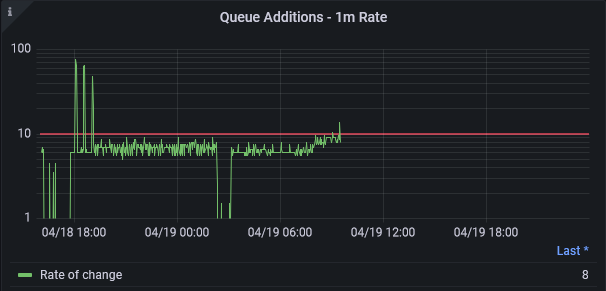 i
Queue Additions - 1m Rate
100
10
1
04/18 18:00 04/19 00:00 04/19 06:00 04/19 12:00 04/19 18:00
Last *
Rate of change 8